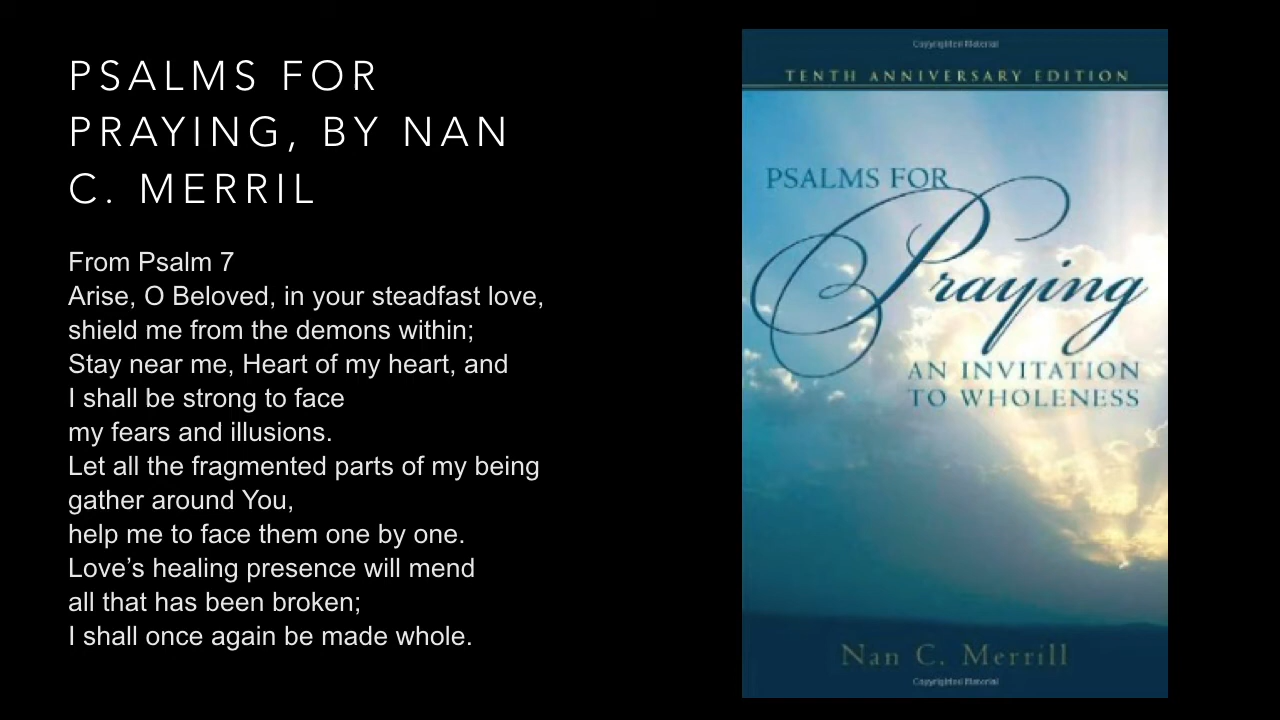 PSALMS FOR
PRAYING, BY NAN
C. MERRIL
From Psalm 7
Arise, O Beloved, in your steadfast love,
shield me from the demons within;
Stay near me, Heart of my heart, and
I shall be strong to face
my fears and illusions.
Let all the fragmented parts of my being
gather around You,
help me to face them one by one.
Love’s healing presence will mend
all that has been broken;
I shall once again be made whole.
Copyrighted Material
TENTH ANNIVERSARY EDITION
PSALMS FOR
Praying
AN INVITATION
TO WHOLENESS
Nan C. Merrill
Copyrighted Material